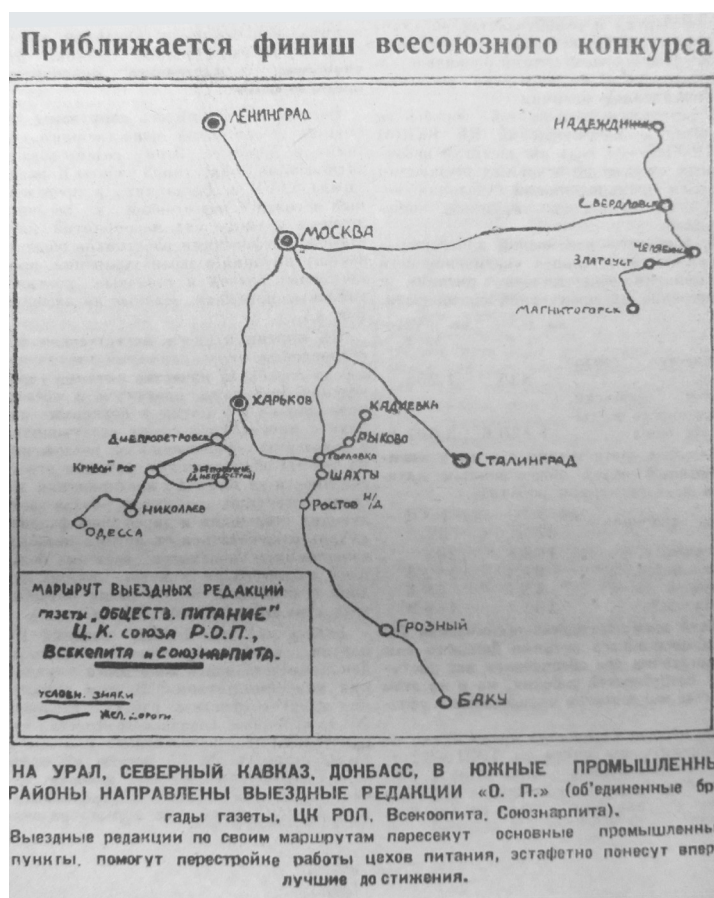 Приближается финиш всесоюзного конкурса
ЛЕНИНГРАД
НАДЕЖДИНСК
МОСКВА
СВЕРДЛОВСК
ЧЕЛЯБИНСК
ЗЛАТОУСТ
МАГНИТОГОРСК
ХАРЬКОВ
КАДИЕВКА
ДНЕПРОПЕТРОВСК
РЫКОВО
ГОРЛОВКА
СТАЛИНГРАД
КРИВОЙ РОГ
ШАХТЫ
РОСТОВ Н/Д
НИКОЛАЕВ
ОДЕССА
ГРОЗНЫЙ
БАКУ
МАРШРУТ ВЫЕЗДНЫХ РЕДАКЦИЙ
ГАЗЕТЫ „ОБЩЕСТВ. ПИТАНИЕ"
Ц.К. СОЮЗА Р.О.П.,
ВСЕКОПИТА И СОЮЗНАРПИТА.
УСЛОВН. ЗНАКИ
ЖЕЛ. ДОРОГИ
НА УРАЛ, СЕВЕРНЫЙ КАВКАЗ, ДОНБАСС, В ЮЖНЫЕ ПРОМЫШЛЕННЫ
РАЙОНЫ НАПРАВЛЕНЫ ВЫЕЗДНЫЕ РЕДАКЦИИ «О. П.» (об'единенные бр
гады газеты, ЦК РОП, Всекоопита, Союзнарпита).
Выездные редакции по своим маршрутам пересекут основные промышленны
пункты, помогут перестройке работы цехов питания, эстафетно понесут впер
лучшие достижения.